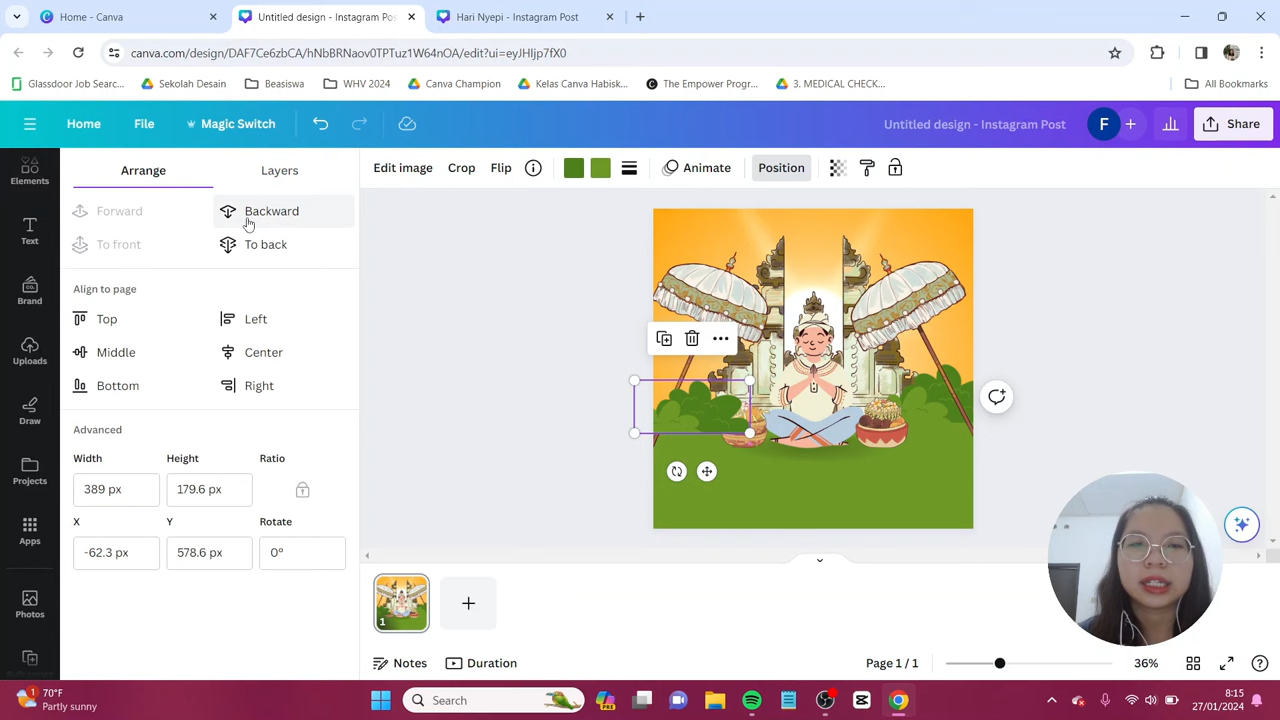 Home - Canva
Untitled design - Instagram Pos
Hari Nyepi - Instagram Post
canva.com/design/DAF7Ce6zbCA/hNbBRNaov0TPTuz1W64nOA/edit?ui=eyJHIjp7fX0
Glassdoor Job Searc...
Sekolah Desain
Beasiswa
WHV 2024
Canva Champion
Kelas Canva Habisk...
The Empower Progr...
3. MEDICAL CHECK...
All Bookmarks
Home
File
Magic Switch
Untitled design - Instagram Post
F
Share
Elements
Text
Brand
Uploads
Draw
Projects
Apps
Photos
Arrange
Layers
Forward
Backward
To front
To back
Align to page
Top
Left
Middle
Center
Bottom
Right
Advanced
Width
Height
Ratio
389 px
179.6 px
X
Y
Rotate
-62.3 px
578.6 px
0°
Edit image
Crop
Flip
Animate
Position
1
Notes
Duration
Page 1 / 1
36%
1
70°F
Partly sunny
Search
PRE
8:15
27/01/2024